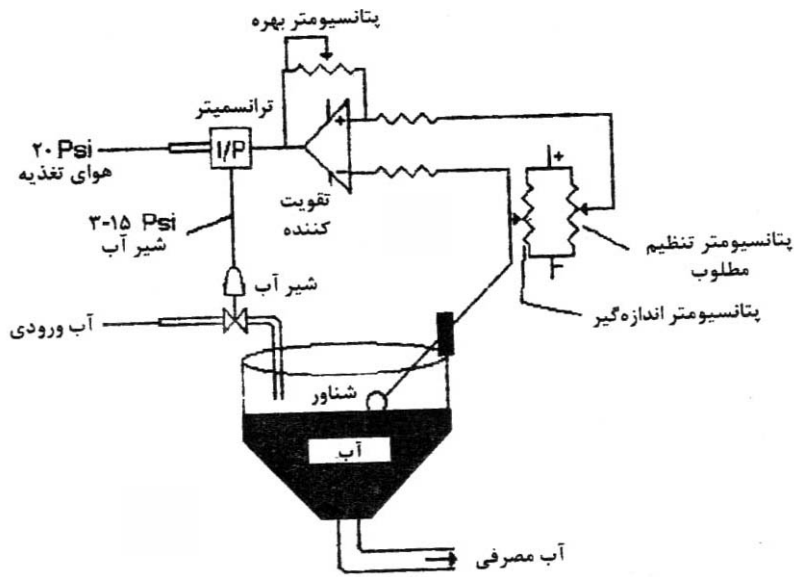 پتانسیومتر بهره
ترانسمیتر
I/P
۲۰ Psi
هوای تغذیه
+
تقویت
کننده
۳-۱۵ Psi
شیر آب
شیر آب
آب ورودی
+
پتانسیومتر تنظیم
مطلوب
پتانسیومتر اندازه‌گیر
شناور
آب
آب مصرفی